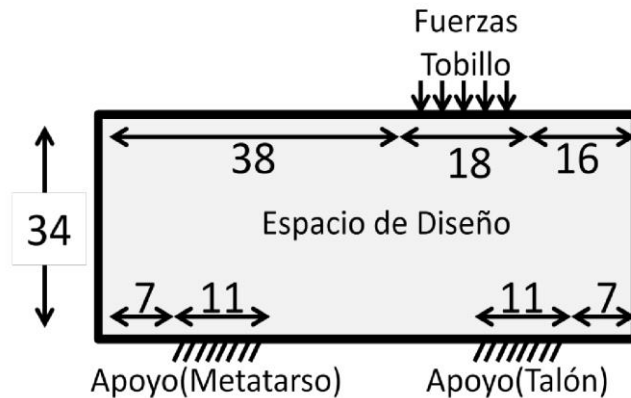 Fuerzas
Tobillo
38 18 16
34
Espacio de Diseño
7 11 11 7
Apoyo(Metatarso) Apoyo(Talón)